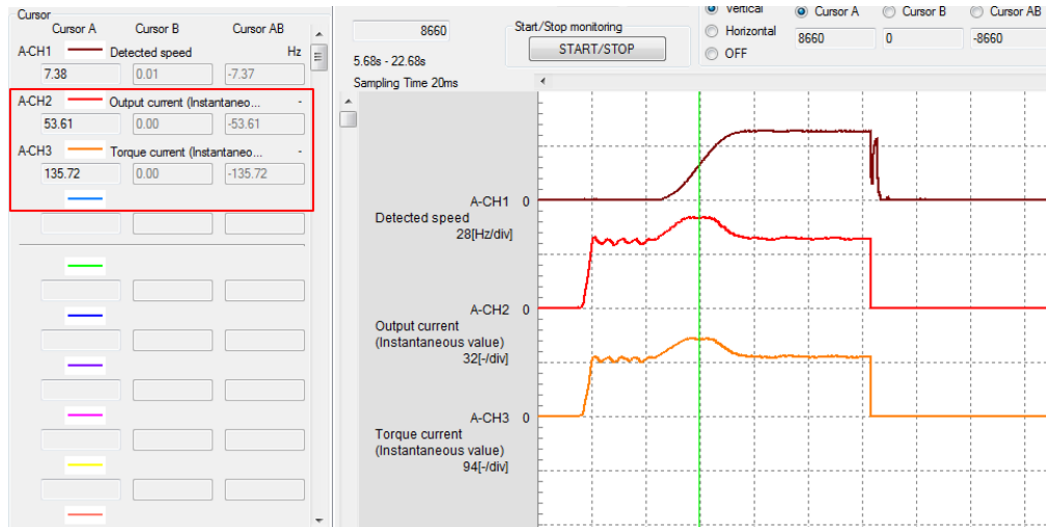 Cursor
Cursor A Cursor B Cursor AB
A-CH1 Detected speed Hz
7.38 0.01 -7.37
A-CH2 Output current (Instantaneo... -
53.61 0.00 -53.61
A-CH3 Torque current (Instantaneo... -
135.72 0.00 -135.72
8660
5.68s - 22.68s
Sampling Time 20ms
Start/Stop monitoring
START/STOP
Vertical
Horizontal
OFF
Cursor A Cursor B Cursor AB
8660 0 -8660
A-CH1 0
Detected speed
28[Hz/div]
A-CH2 0
Output current
(Instantaneous value)
32[-/div]
A-CH3 0
Torque current
(Instantaneous value)
94[-/div]